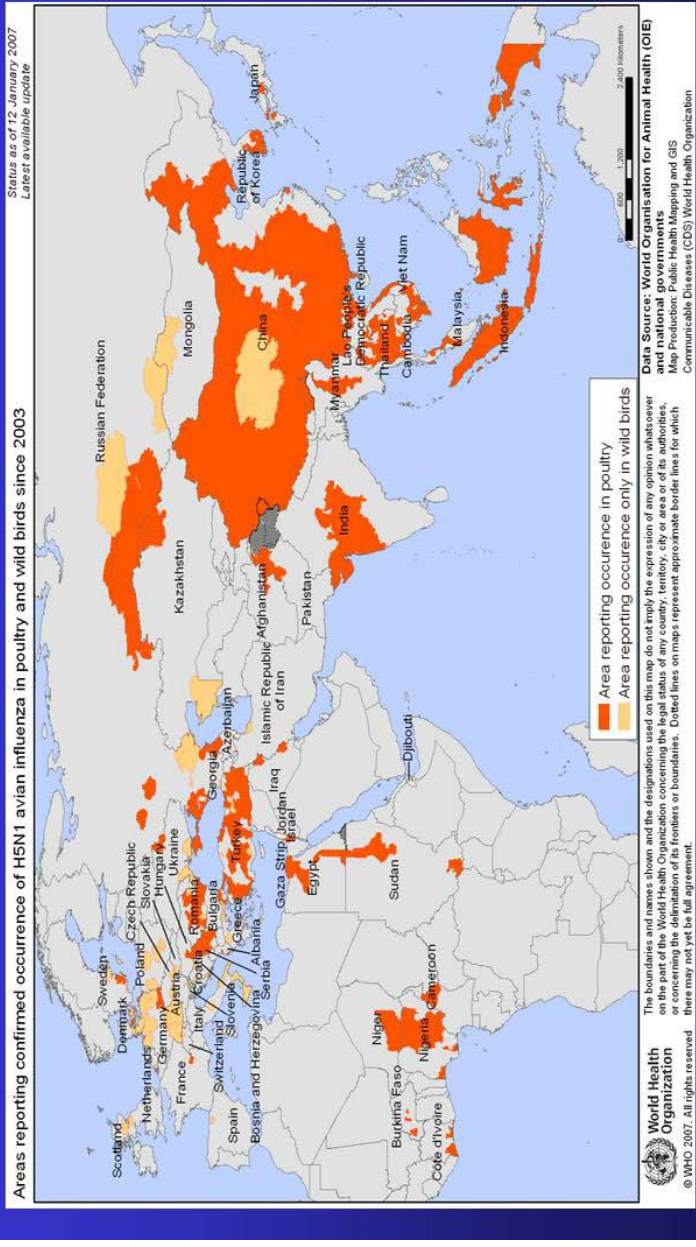 Areas reporting confirmed occurrence of H5N1 avian influenza in poultry and wild birds since 2003
Status as of 12 January 2007
Latest available update
Scotland
Sweden
Denmark
Netherlands
Poland
Germany
Czech Republic
Slovakia
Hungary
Ukraine
Austria
France
Switzerland
Italy
Croatia
Slovenia
Bosnia and Herzegovina
Serbia
Albania
Romania
Bulgaria
Greece
Spain
Turkey
Georgia
Azerbaijan
Russian Federation
Kazakhstan
Mongolia
China
Republic
of Korea
Japan
Islamic Republic
of Iran
Afghanistan
Pakistan
India
Iraq
Jordan
Israel
Gaza Strip
Egypt
Sudan
Djibouti
Niger
Nigeria
Cameroon
Burkina Faso
Côte d'Ivoire
Myanmar
Lao People's
Democratic Republic
Thailand
Viet Nam
Cambodia
Malaysia
Indonesia
Area reporting occurence in poultry
Area reporting occurence only in wild birds
0 600 1,200 2,400 Kilometers
World Health
Organization
© WHO 2007. All rights reserved
The boundaries and names shown and the designations used on this map do not imply the expression of any opinion whatsoever
on the part of the World Health Organization concerning the legal status of any country, territory, city or area or of its authorities,
or concerning the delimitation of its frontiers or boundaries. Dotted lines on maps represent approximate border lines for which
there may not yet be full agreement.
Data Source: World Organisation for Animal Health (OIE)
and national governments
Map Production: Public Health Mapping and GIS
Communicable Diseases (CDS) World Health Organization